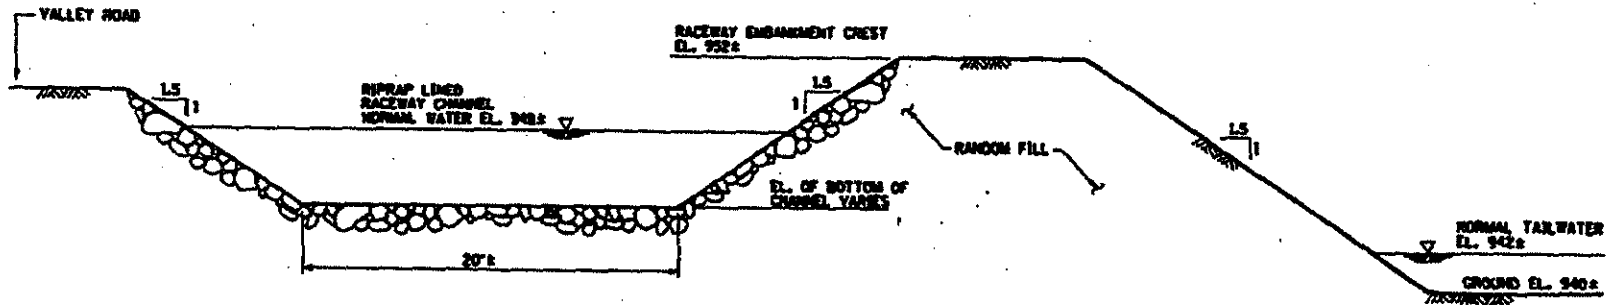 VALLEY ROAD
RACEWAY EMBANKMENT CREST
EL. 952±
1.5
1
RIPRAP LINED
RACEWAY CHANNEL
NORMAL WATER EL. 948±
1.5
1
RANDOM FILL
1.5
1
EL. OF BOTTOM OF
CHANNEL VARIES
20'±
NORMAL TAILWATER
EL. 942±
GROUND EL. 940±